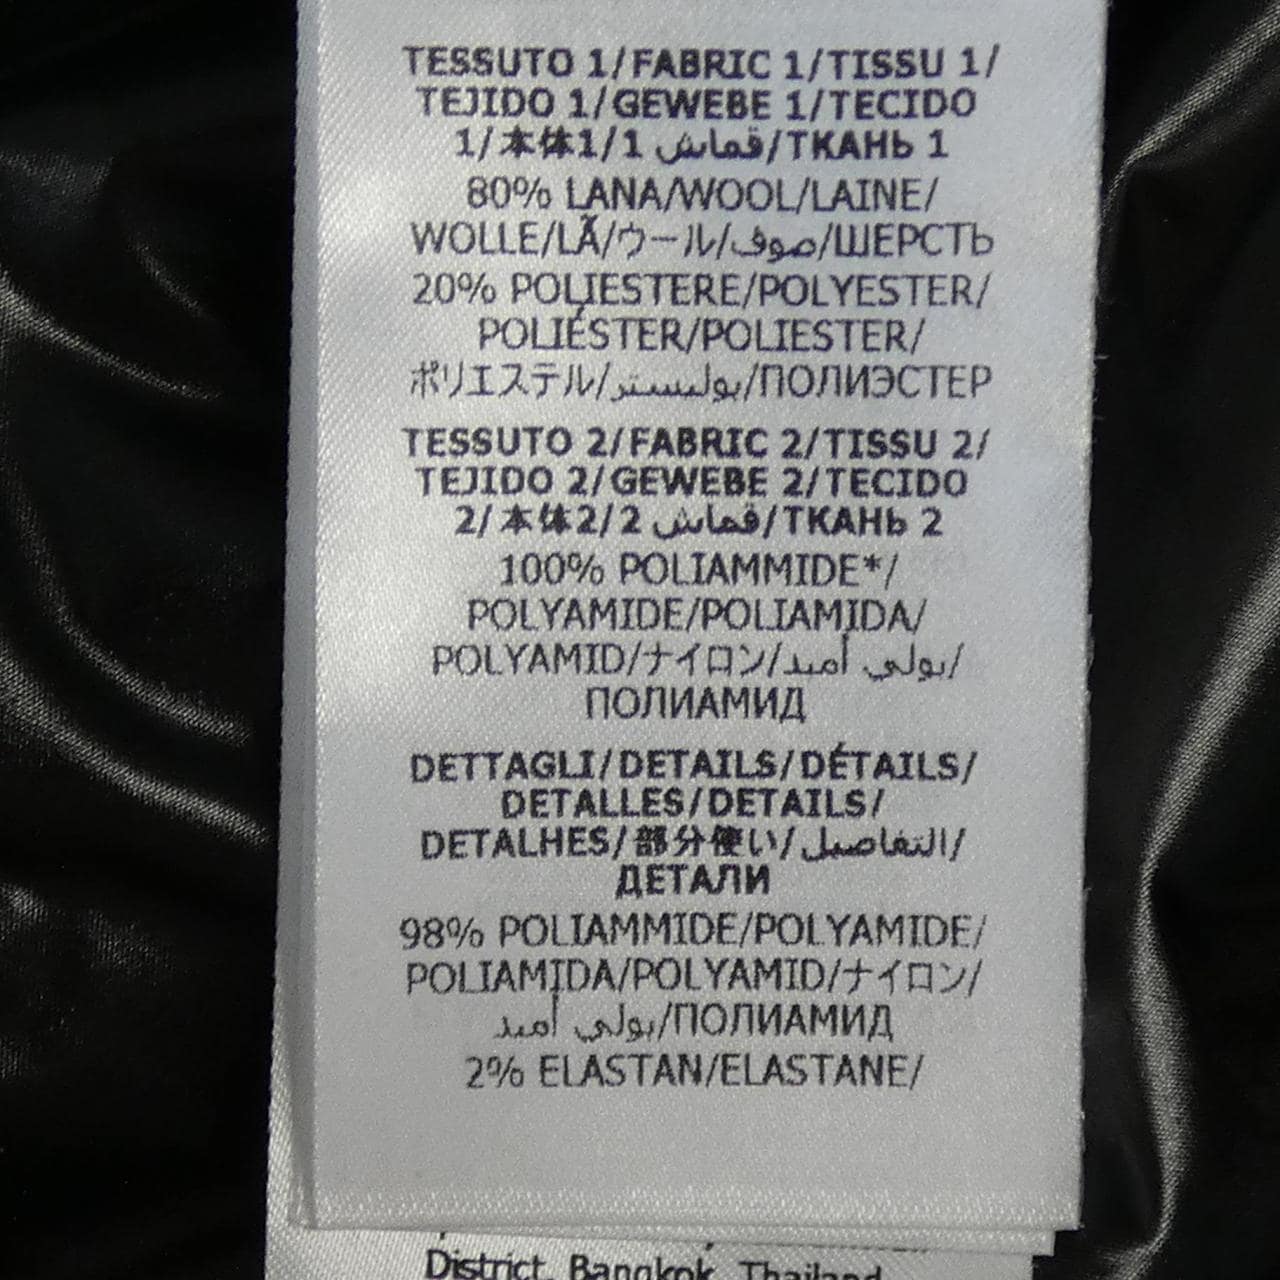 TESSUTO 1/FABRIC 1/TISSU 1/
TEJIDO 1/GEWEBE 1/TECIDO
1/本体1/1 قماش/ТКАНЬ 1
80% LANA/WOOL/LAINE/
WOLLE/LÃ/ウール/صوف/ШЕРСТЬ
20% POLIESTERE/POLYESTER/
POLIÉSTER/POLIESTER/
ポリエステル/بوليستر/ПОЛИЭСТЕР
TESSUTO 2/FABRIC 2/TISSU 2/
TEJIDO 2/GEWEBE 2/TECIDO
2/本体2/2 قماش/ТКАНЬ 2
100% POLIAMMIDE*/
POLYAMIDE/POLIAMIDA/
POLYAMID/ナイロン/بولي أميد/
ПОЛИАМИД
DETTAGLI/DETAILS/DÉTAILS/
DETALLES/DETAILS/
DETALHES/部分使い/التفاصيل/
ДЕТАЛИ
98% POLIAMMIDE/POLYAMIDE/
POLIAMIDA/POLYAMID/ナイロン/
بولي أميد/ПОЛИАМИД
2% ELASTAN/ELASTANE/
District, Bangkok, Thailand